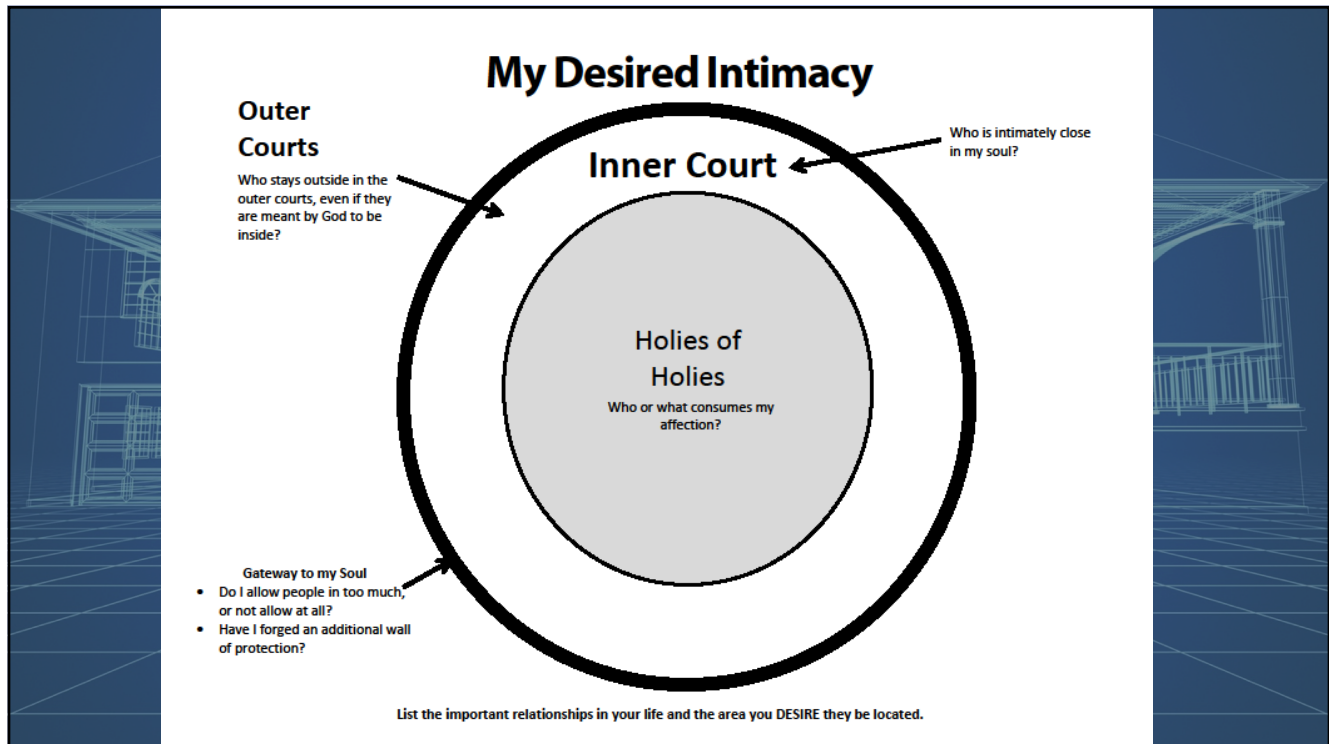 My Desired Intimacy
Outer
Courts
Who stays outside in the
outer courts, even if they
are meant by God to be
inside?
Inner Court
Who is intimately close
in my soul?
Holies of
Holies
Who or what consumes my
affection?
Gateway to my Soul
• Do I allow people in too much,
or not allow at all?
• Have I forged an additional wall
of protection?
List the important relationships in your life and the area you DESIRE they be located.